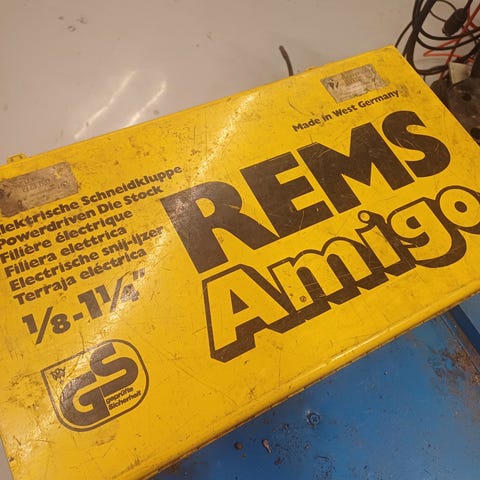 Made in West Germany
REMS
Amigo
Elektrische Schneidkluppe
Powerdriven Die Stock
Filière électrique
Filiera elettrica
Electrische snij-ijzer
Terraja eléctrica
1/8-1 1/4"
GS
geprüfte
Sicherheit